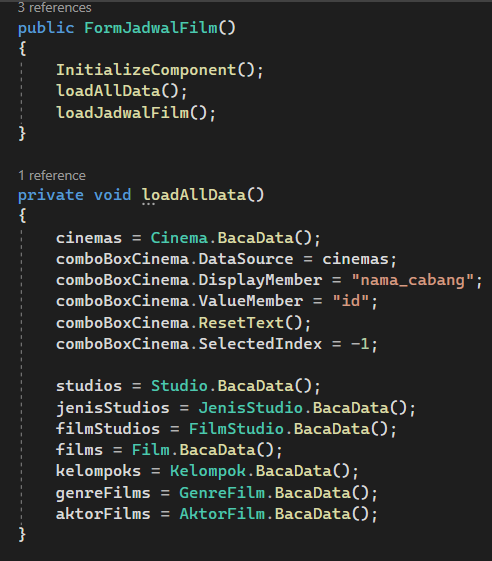 3 references
public FormJadwalFilm()
{
InitializeComponent();
loadAllData();
loadJadwalFilm();
}
1 reference
private void loadAllData()
{
cinemas = Cinema.BacaData();
comboBoxCinema.DataSource = cinemas;
comboBoxCinema.DisplayMember = "nama_cabang";
comboBoxCinema.ValueMember = "id";
comboBoxCinema.ResetText();
comboBoxCinema.SelectedIndex = -1;
studios = Studio.BacaData();
jenisStudios = JenisStudio.BacaData();
filmStudios = FilmStudio.BacaData();
films = Film.BacaData();
kelompoks = Kelompok.BacaData();
genreFilms = GenreFilm.BacaData();
aktorFilms = AktorFilm.BacaData();
}